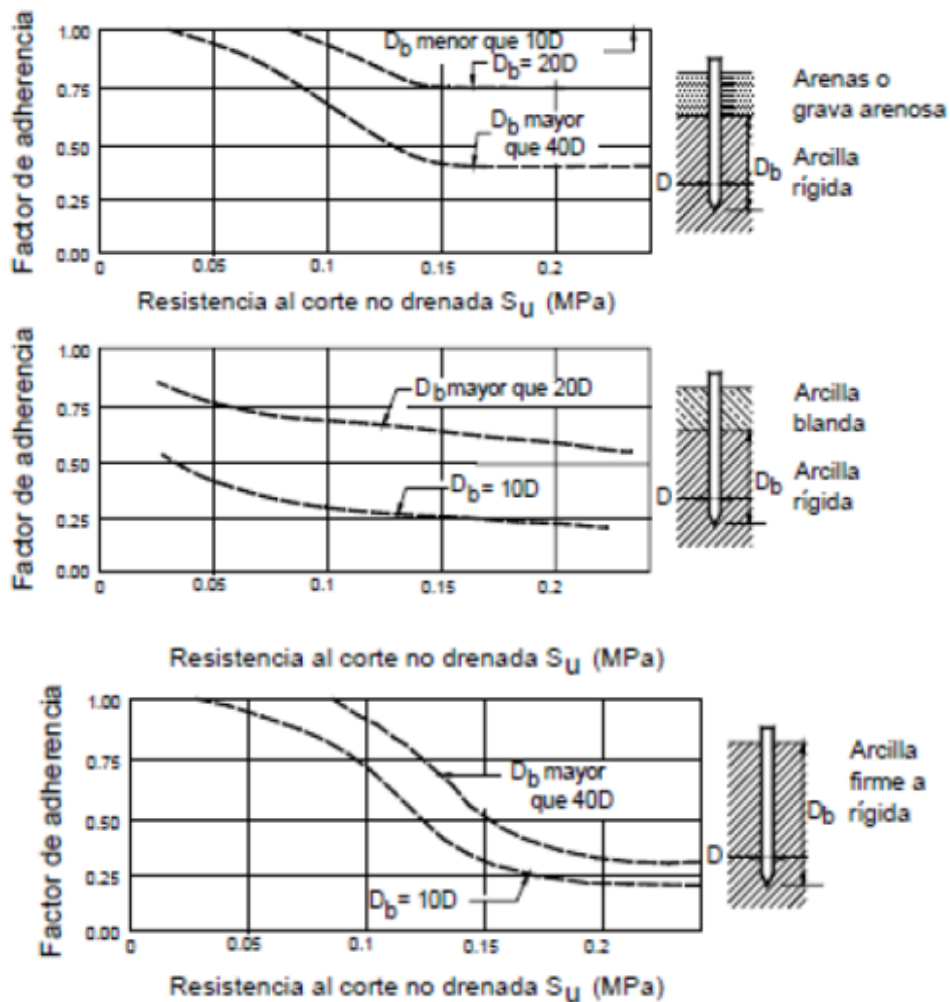 Factor de adherencia
1.00
0.75
0.50
0.25
0.00
0
0.05
0.1
0.15
0.2
Db menor que 10D
Db= 20D
Db mayor
que 40D
Resistencia al corte no drenada Su (MPa)
Arenas o
grava arenosa
Arcilla
rígida
D
Db
Factor de adherencia
1.00
0.75
0.50
0.25
0.00
0
0.05
0.1
0.15
0.2
Db mayor que 20D
Db= 10D
Arcilla
blanda
Arcilla
rígida
D
Db
Resistencia al corte no drenada Su (MPa)
Factor de adherencia
1.00
0.75
0.50
0.25
0.00
0
0.05
0.1
0.15
0.2
Db mayor
que 40D
Db= 10D
Arcilla
firme a
rígida
D
Db
Resistencia al corte no drenada Su (MPa)